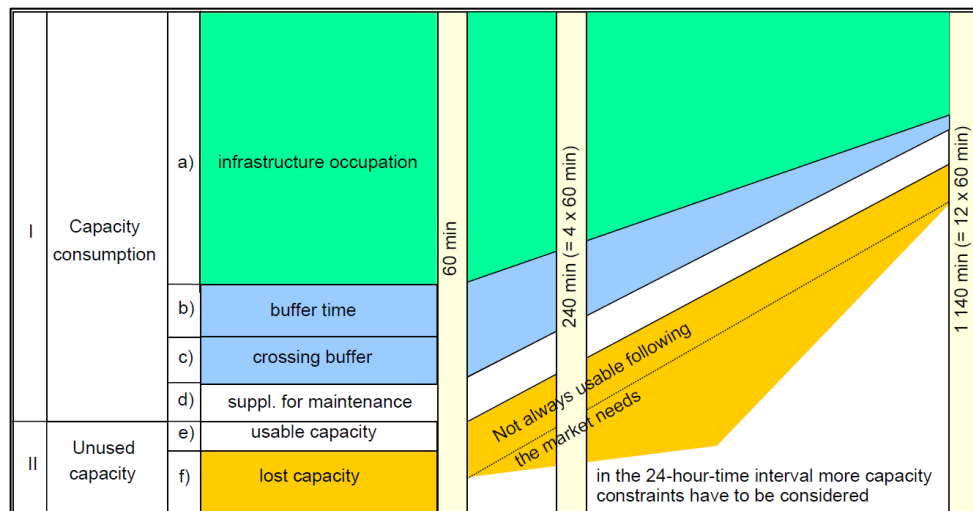 I
Capacity
consumption
a)
infrastructure occupation
b)
buffer time
c)
crossing buffer
d)
suppl. for maintenance
II
Unused
capacity
e)
usable capacity
f)
lost capacity
60 min
240 min (= 4 x 60 min)
Not always usable following
the market needs
1 140 min (= 12 x 60 min)
in the 24-hour-time interval more capacity
constraints have to be considered